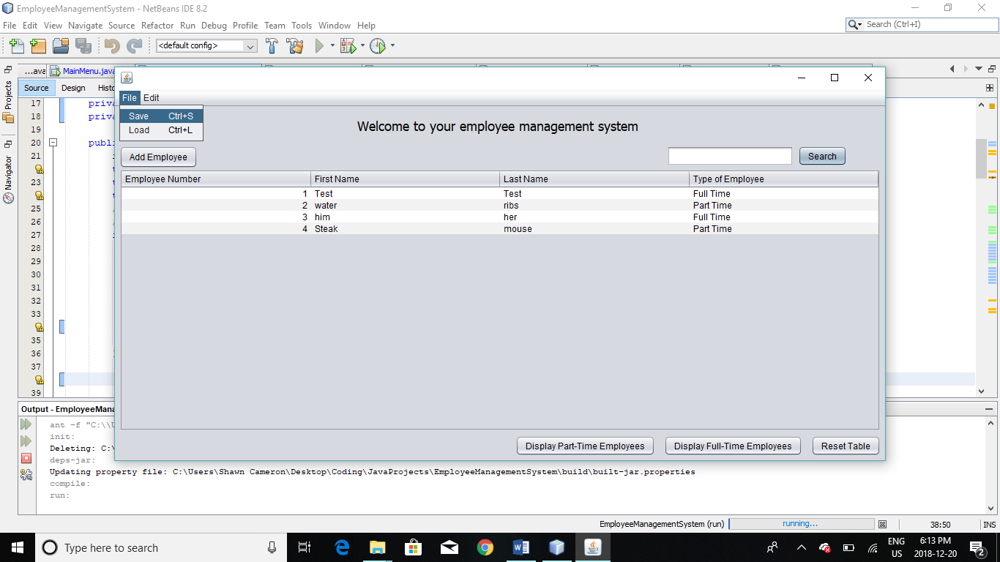 EmployeeManagementSystem - NetBeans IDE 8.2
File Edit View Navigate Source Refactor Run Debug Profile Team Tools Window Help
Search (Ctrl+I)
<default config>
...ava MainMenu.java
Projects
Navigator
Source Design Histo
17 priva
18 priva
19
20 publi
21
23
25
26
27
28
29
30
31
32
33
35
36
37
39
File Edit
Save Ctrl+S
Load Ctrl+L
Welcome to your employee management system
Add Employee
Search
Employee Number First Name Last Name Type of Employee
1 Test Test Full Time
2 water ribs Part Time
3 him her Full Time
4 Steak mouse Part Time
Display Part-Time Employees Display Full-Time Employees Reset Table
Output - EmployeeMana
ant -f "C:\\U
init:
Deleting: C:\
deps-jar:
Updating property file: C:\Users\Shawn Cameron\Desktop\Coding\JavaProjects\EmployeeManagementSystem\build\built-jar.properties
compile:
run:
EmployeeManagementSystem (run) running... 38:50 INS
Type here to search
ENG
US
6:13 PM
2018-12-20
2